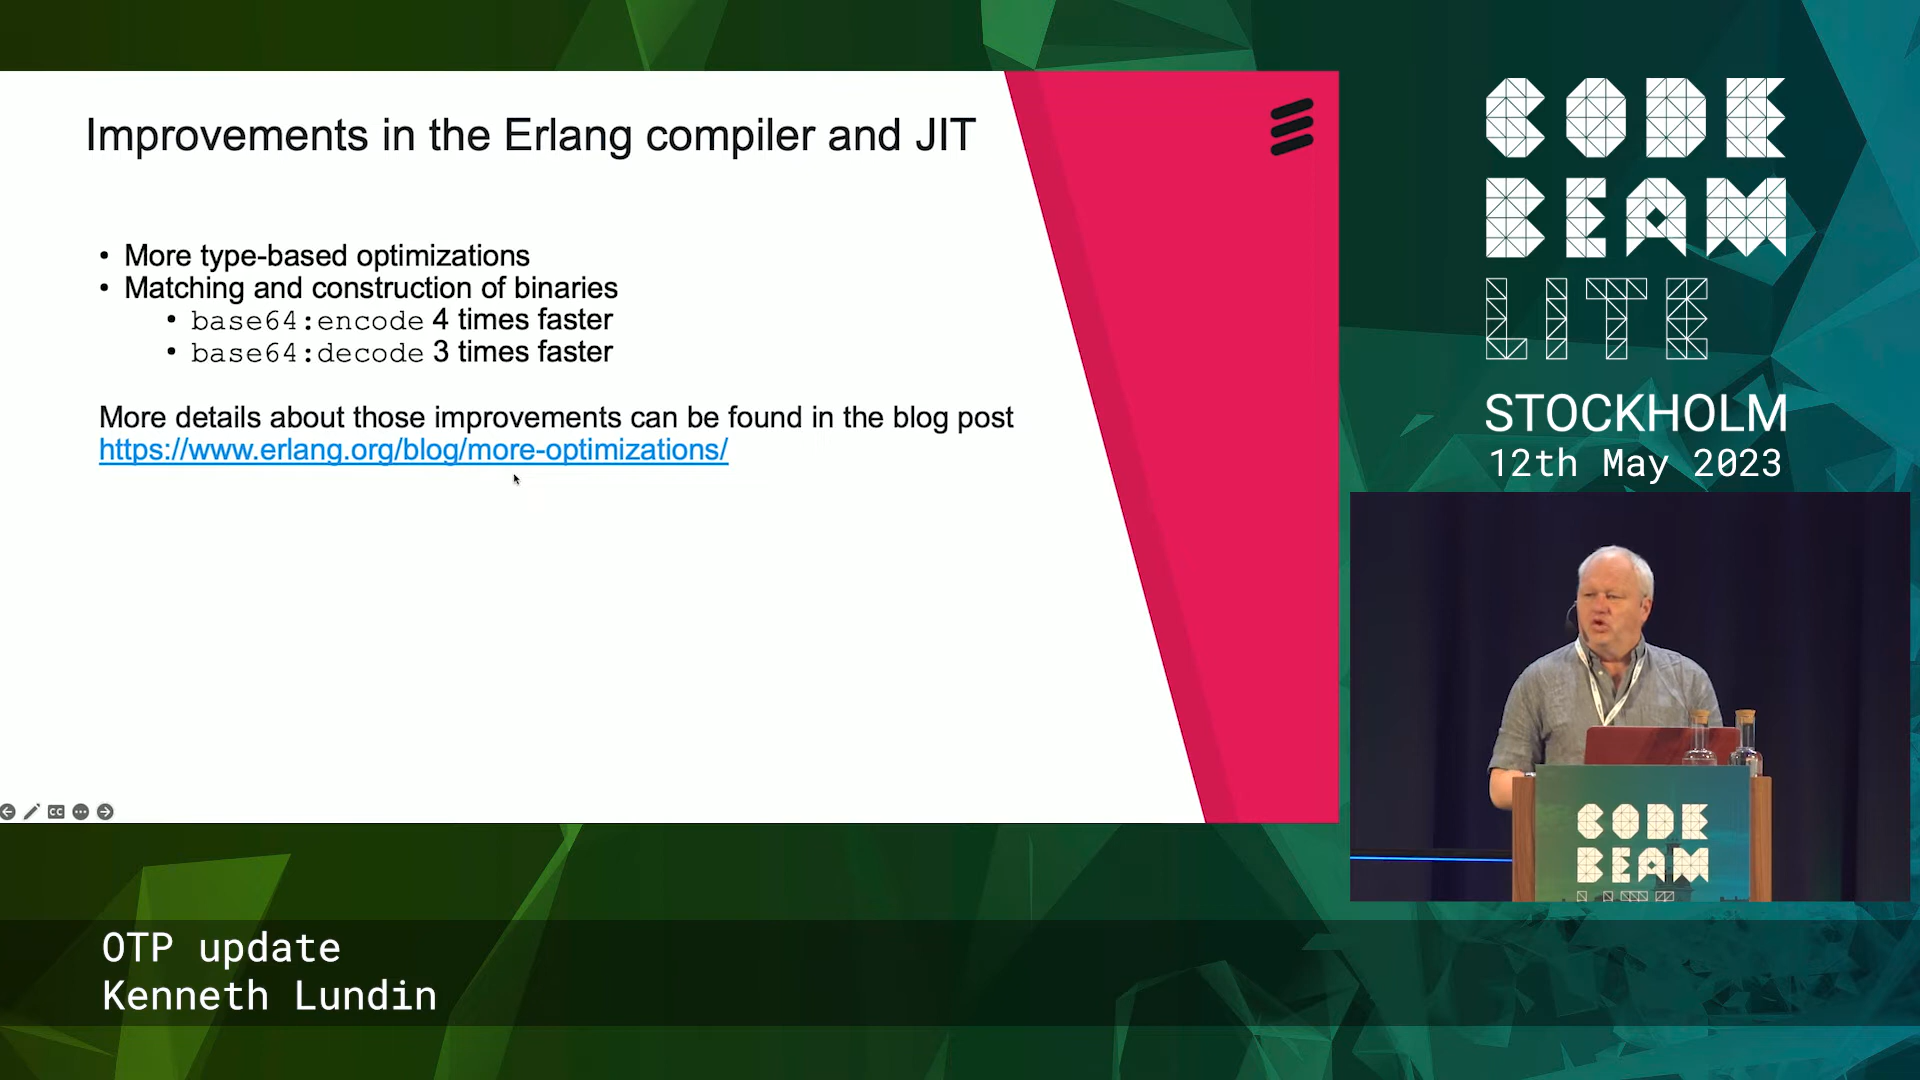 Improvements in the Erlang compiler and JIT
• More type-based optimizations
• Matching and construction of binaries
• base64:encode 4 times faster
• base64:decode 3 times faster
More details about those improvements can be found in the blog post
https://www.erlang.org/blog/more-optimizations/
CC
CODE
BEAM
LITE
STOCKHOLM
12th May 2023
CODE
BEAM
OTP update
Kenneth Lundin